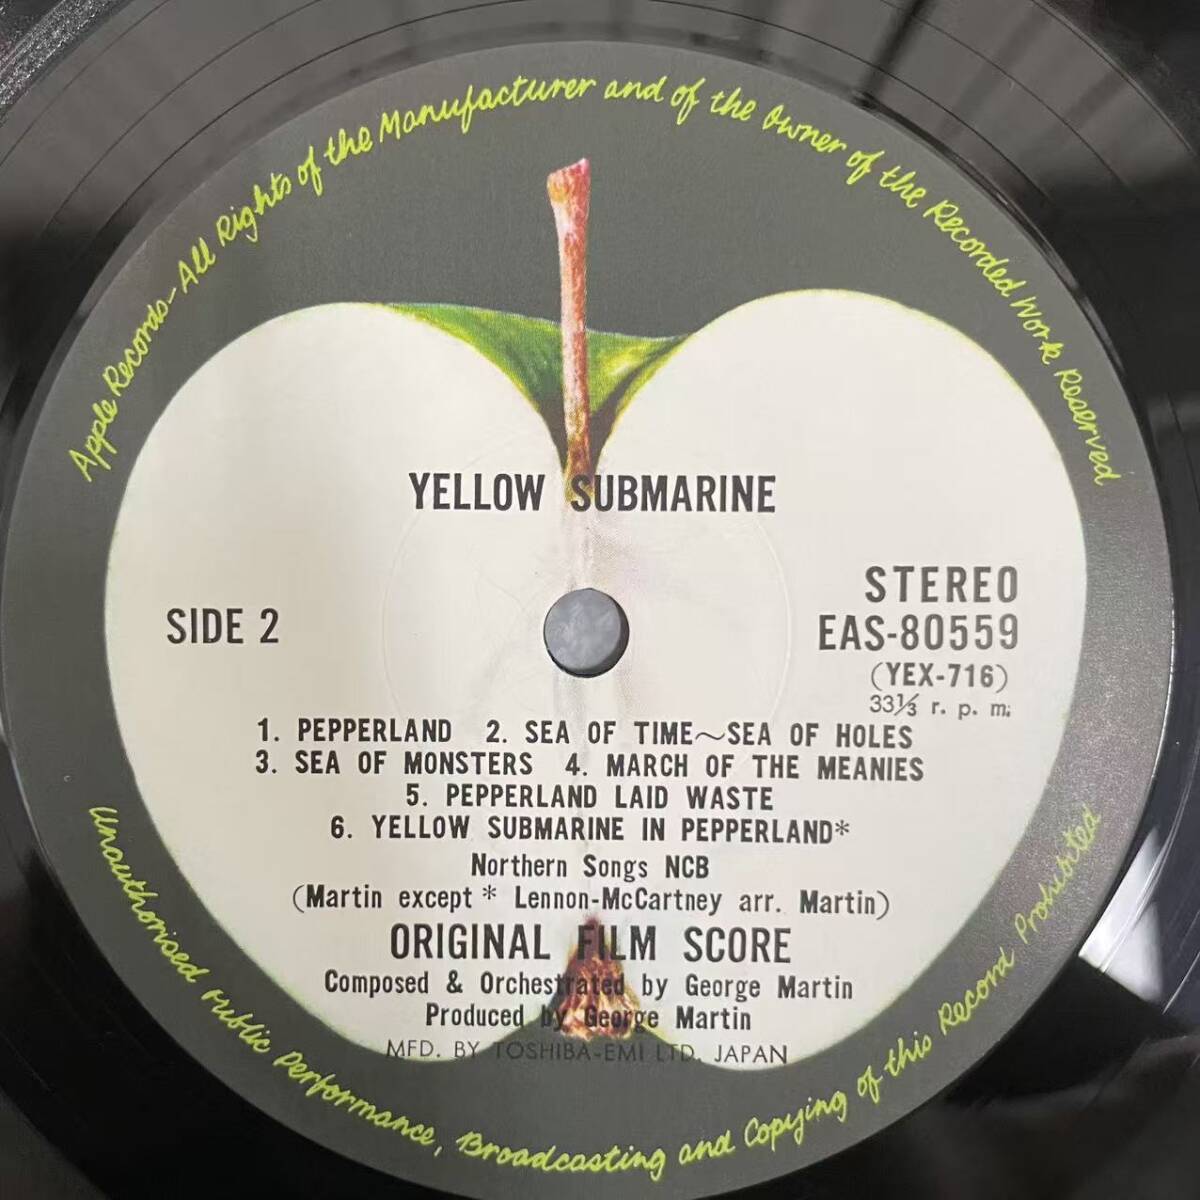 Apple Records-All Rights of the Manufacturer and of the Owner of the Recorded Work Reserved
YELLOW SUBMARINE
STEREO
SIDE 2
EAS-80559
(YEX-716)
33⅓ r. p. m.
1. PEPPERLAND 2. SEA OF TIME~SEA OF HOLES
3. SEA OF MONSTERS 4. MARCH OF THE MEANIES
5. PEPPERLAND LAID WASTE
6. YELLOW SUBMARINE IN PEPPERLAND*
Northern Songs NCB
(Martin except * Lennon-McCartney arr. Martin)
ORIGINAL FILM SCORE
Composed & Orchestrated by George Martin
Produced by George Martin
MFD. BY TOSHIBA-EMI LTD. JAPAN
Unauthorised Public Performance, Broadcasting and Copying of this Record Prohibited